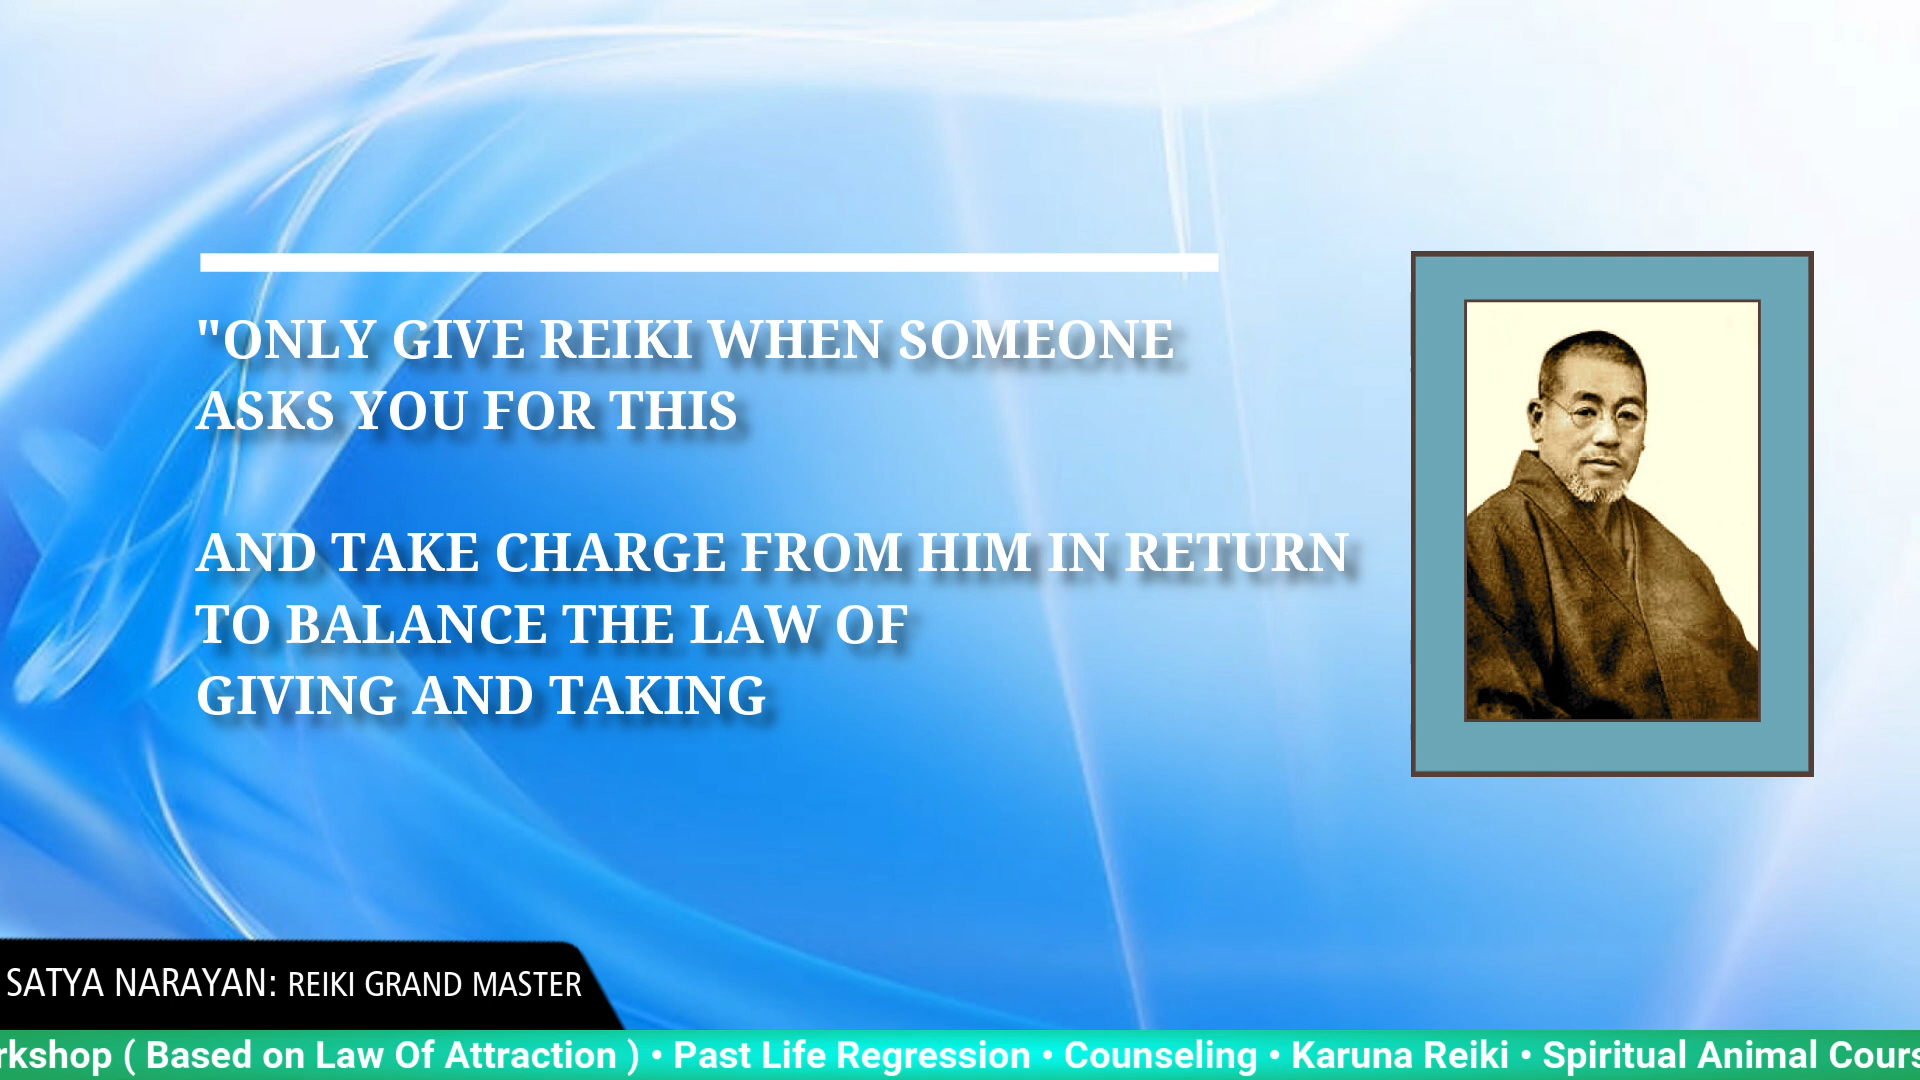 "ONLY GIVE REIKI WHEN SOMEONE
ASKS YOU FOR THIS
AND TAKE CHARGE FROM HIM IN RETURN
TO BALANCE THE LAW OF
GIVING AND TAKING
SATYA NARAYAN: REIKI GRAND MASTER
( Based on Law Of Attraction ) • Past Life Regression • Counseling • Karuna Reiki • Spiritual Animal